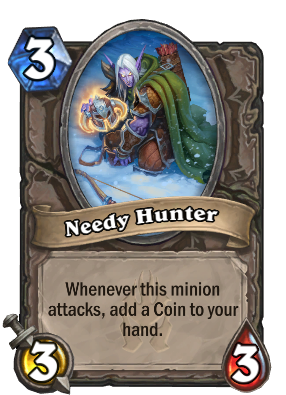 3
Needy Hunter
Whenever this minion
attacks, add a Coin to your
hand.
3
3